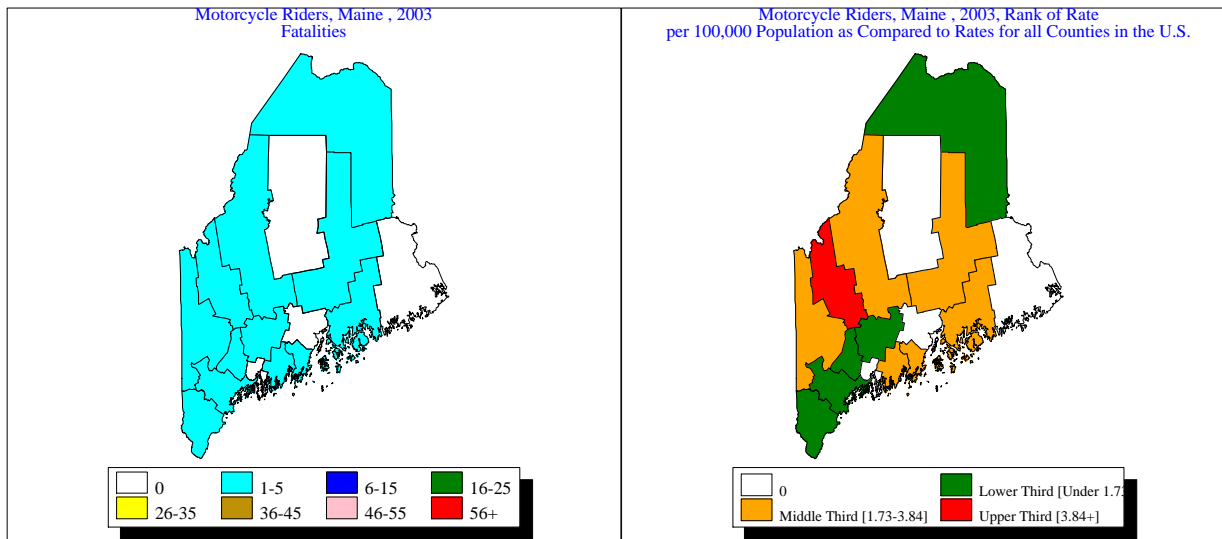 Motorcycle Riders, Maine , 2003
Fatalities
0
1-5
6-15
16-25
26-35
36-45
46-55
56+
Motorcycle Riders, Maine , 2003, Rank of Rate
per 100,000 Population as Compared to Rates for all Counties in the U.S.
0
Lower Third [Under 1.73
Middle Third [1.73-3.84]
Upper Third [3.84+]